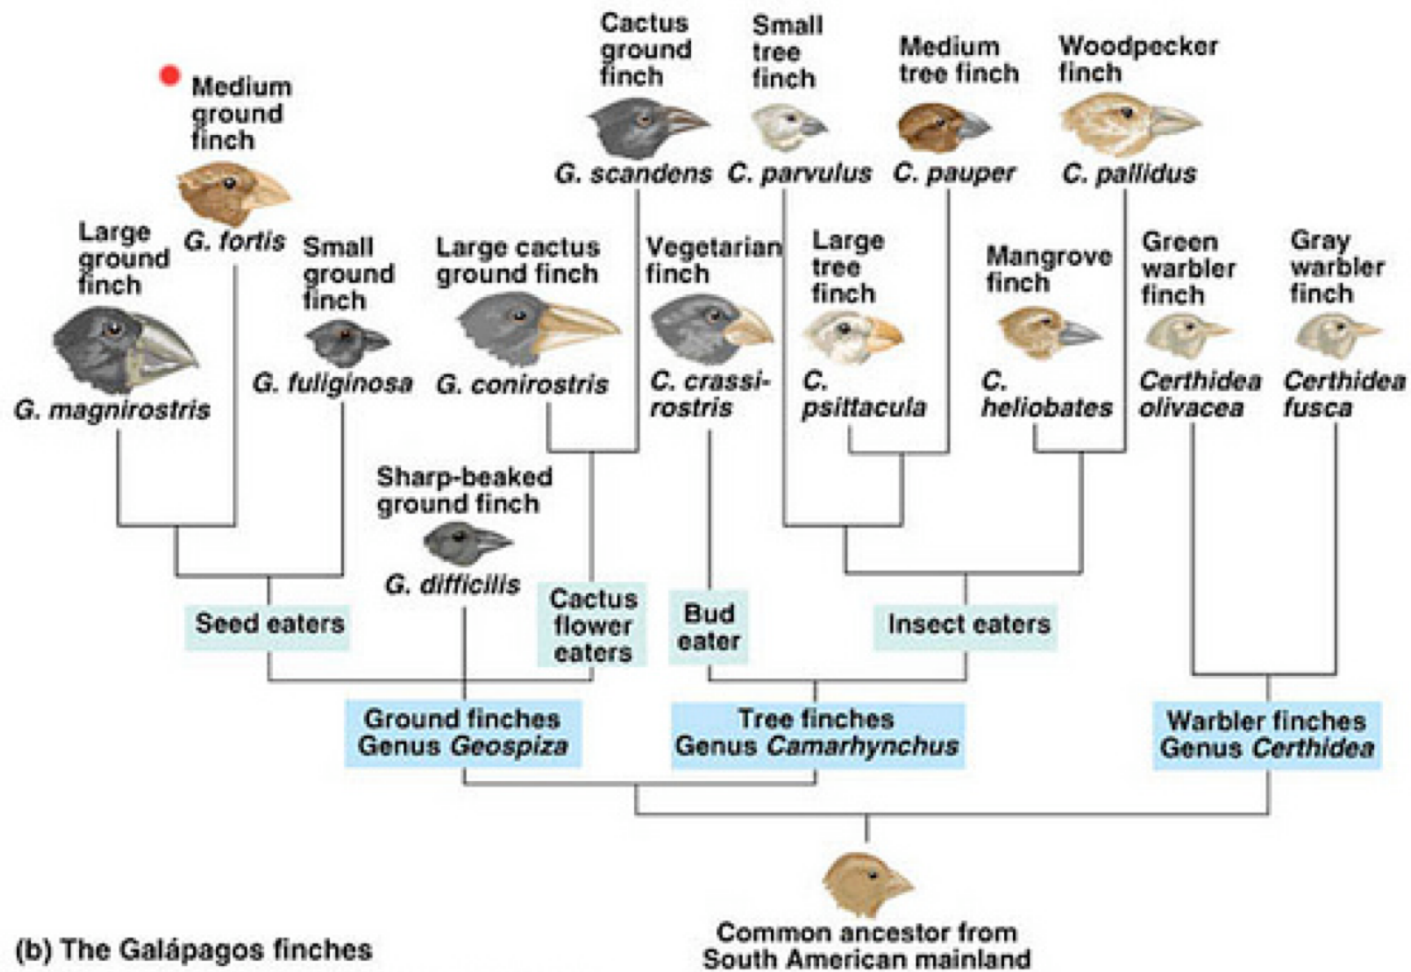 Cactus
ground
finch
G. scandens
Small
tree
finch
C. parvulus
Medium
tree finch
C. pauper
Woodpecker
finch
C. pallidus
Medium
ground
finch
G. fortis
Large
ground
finch
G. magnirostris
Small
ground
finch
G. fuliginosa
Large cactus
ground finch
G. conirostris
Vegetarian
finch
C. crassi-
rostris
Large
tree
finch
C.
psittacula
Mangrove
finch
C.
heliobates
Green
warbler
finch
Certhidea
olivacea
Gray
warbler
finch
Certhidea
fusca
Sharp-beaked
ground finch
G. difficilis
Seed eaters
Cactus
flower
eaters
Bud
eater
Insect eaters
Ground finches
Genus Geospiza
Tree finches
Genus Camarhynchus
Warbler finches
Genus Certhidea
Common ancestor from
South American mainland
(b) The Galápagos finches